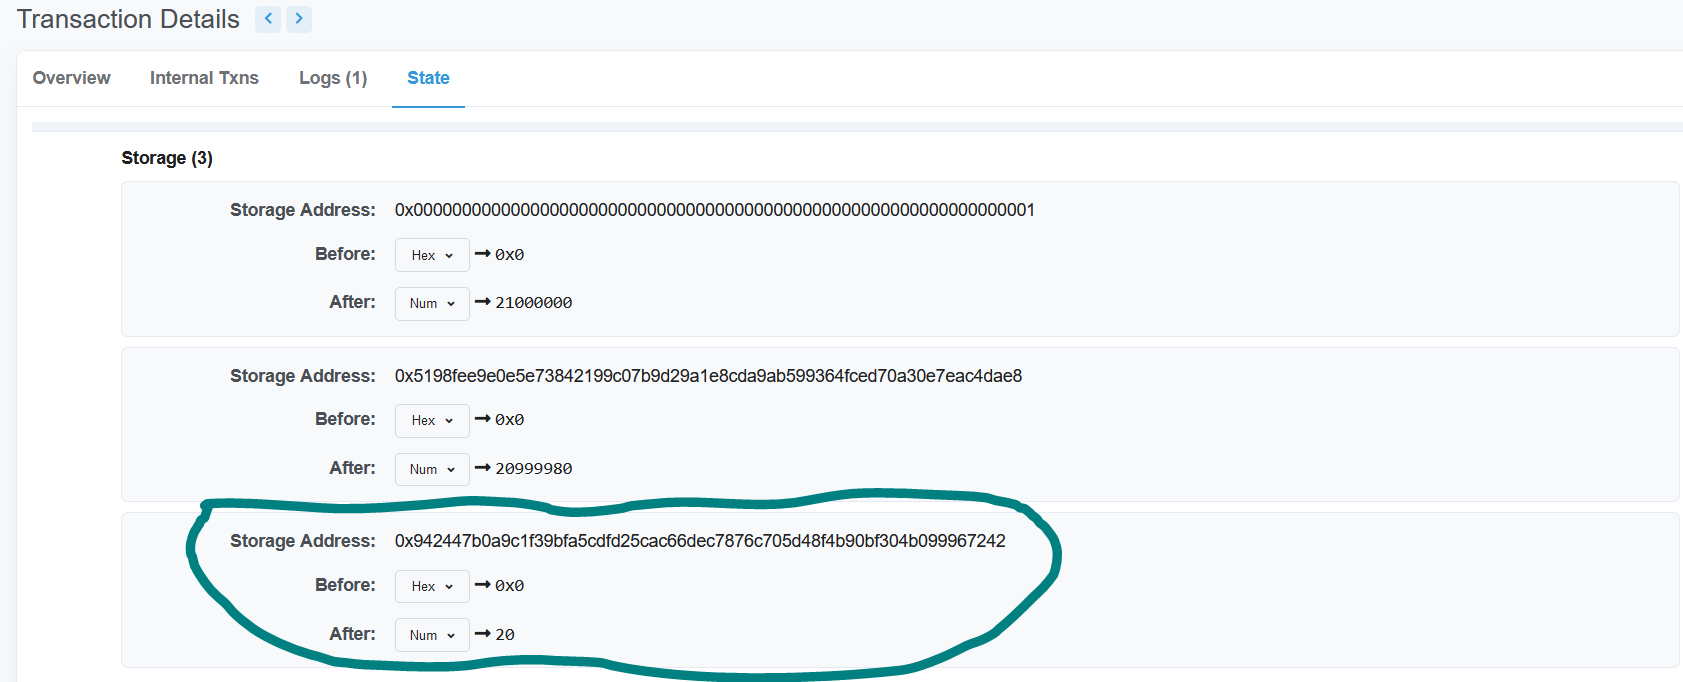 Transaction Details
Overview Internal Txns Logs (1) State
Storage (3)
Storage Address: 0x0000000000000000000000000000000000000000000000000000000000000001
Before: Hex → 0x0
After: Num → 21000000
Storage Address: 0x5198fee9e0e5e73842199c07b9d29a1e8cda9ab599364fced70a30e7eac4dae8
Before: Hex → 0x0
After: Num → 20999980
Storage Address: 0x942447b0a9c1f39bfa5cdfd25cac66dec7876c705d48f4b90bf304b099967242
Before: Hex → 0x0
After: Num → 20